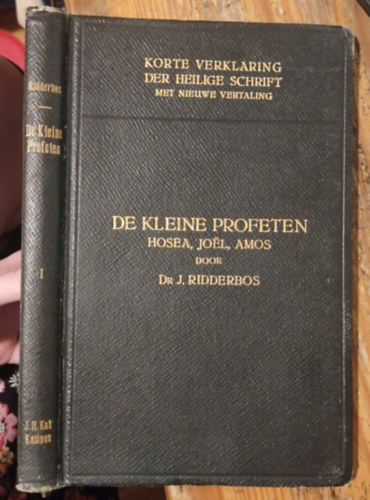 Ridderbos
De Kleine
Profeten
I
J. H. Kok
Kampen
KORTE VERKLARING
DER HEILIGE SCHRIFT
MET NIEUWE VERTALING
DE KLEINE PROFETEN
HOSEA, JOËL, AMOS
DOOR
DR J. RIDDERBOS